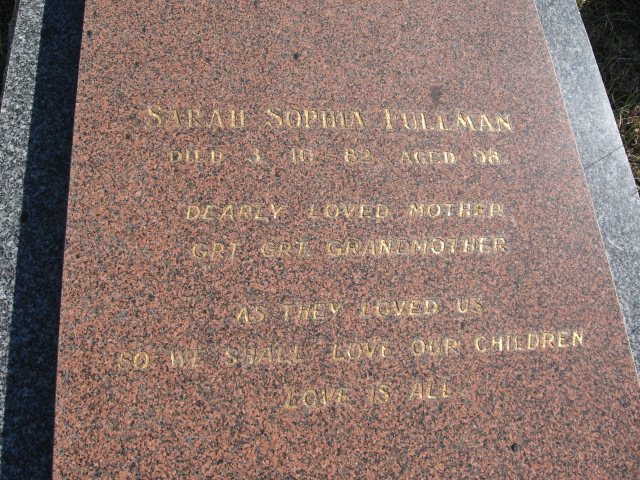 SARAH SOPHIA FULLMAN
DIED 3. 10. 82 AGED 98.
DEARLY LOVED MOTHER
GRT. GRT. GRANDMOTHER
AS THEY LOVED US
SO WE SHALL LOVE OUR CHILDREN
LOVE IS ALL